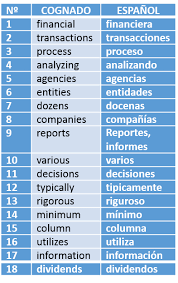 Nº COGNADO ESPAÑOL
1 financial financiera
2 transactions transacciones
3 process proceso
4 analyzing analizando
5 agencies agencias
6 entities entidades
7 dozens docenas
8 companies compañías
9 reports Reportes,
informes
10 various varios
11 decisions decisiones
12 typically tipicamente
13 rigorous riguroso
14 minimum mínimo
15 column columna
16 utilizes utiliza
17 information información
18 dividends dividendos